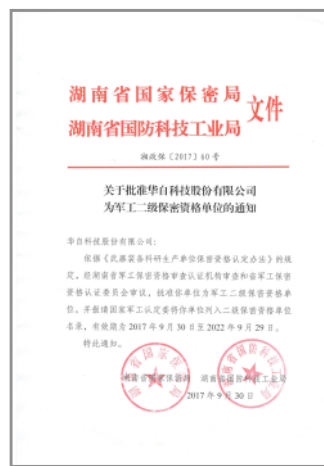 湖南省国家保密局
湖南省国防科技工业局
文件
湘政保〔2017〕60号
关于批准华自科技股份有限公司
为军工二级保密资格单位的通知
华自科技股份有限公司:
依据《武器装备科研生产单位保密资格认定办法》的规
定,经湖南省军工保密资格审查认证机构审查和省军工保密
资格认证委员会审议,批准你单位为军工二级保密资格单
位,并报请国家军工认定委将你单位列入二级保密资格单位
名录,有效期为2017年9月30日至2022年9月29日。
特此通知。
湖南省国家保密局 湖南省国防科技工业局
2017年9月30日